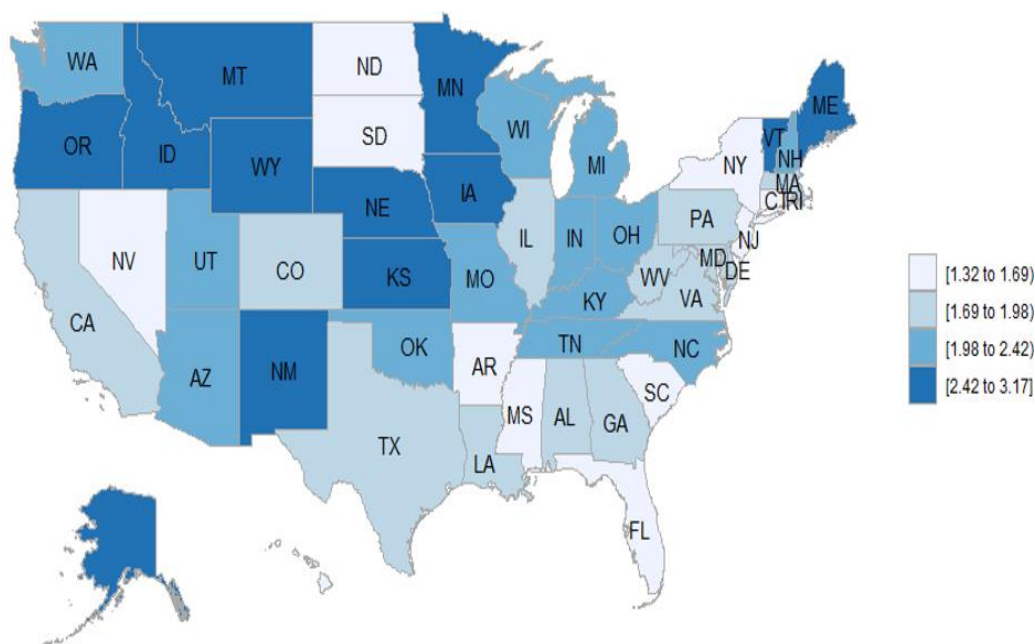 WA
MT
ND
MN
ME
OR
ID
SD
WI
VT
NH
WY
MI
NY
MA
NE
IA
CT
RI
PA
NV
UT
CO
IL
IN
OH
NJ
KS
MO
MD
DE
WV
VA
CA
KY
[1.32 to 1.69)
[1.69 to 1.98)
[1.98 to 2.42)
[2.42 to 3.17]
AZ
NM
OK
TN
NC
AR
SC
MS
AL
GA
TX
LA
FL